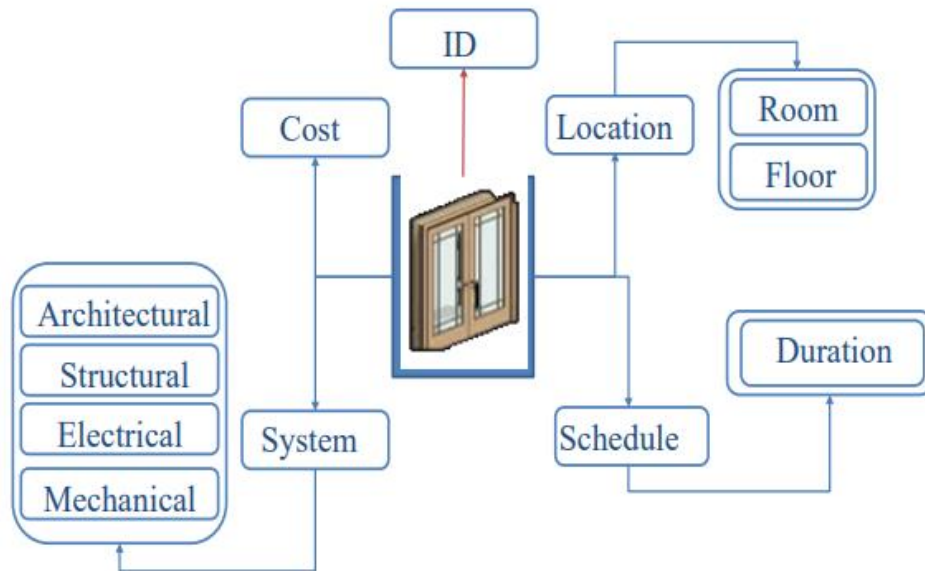 ID
Cost
Location
Room
Floor
Architectural
Structural
Electrical
Mechanical
System
Schedule
Duration